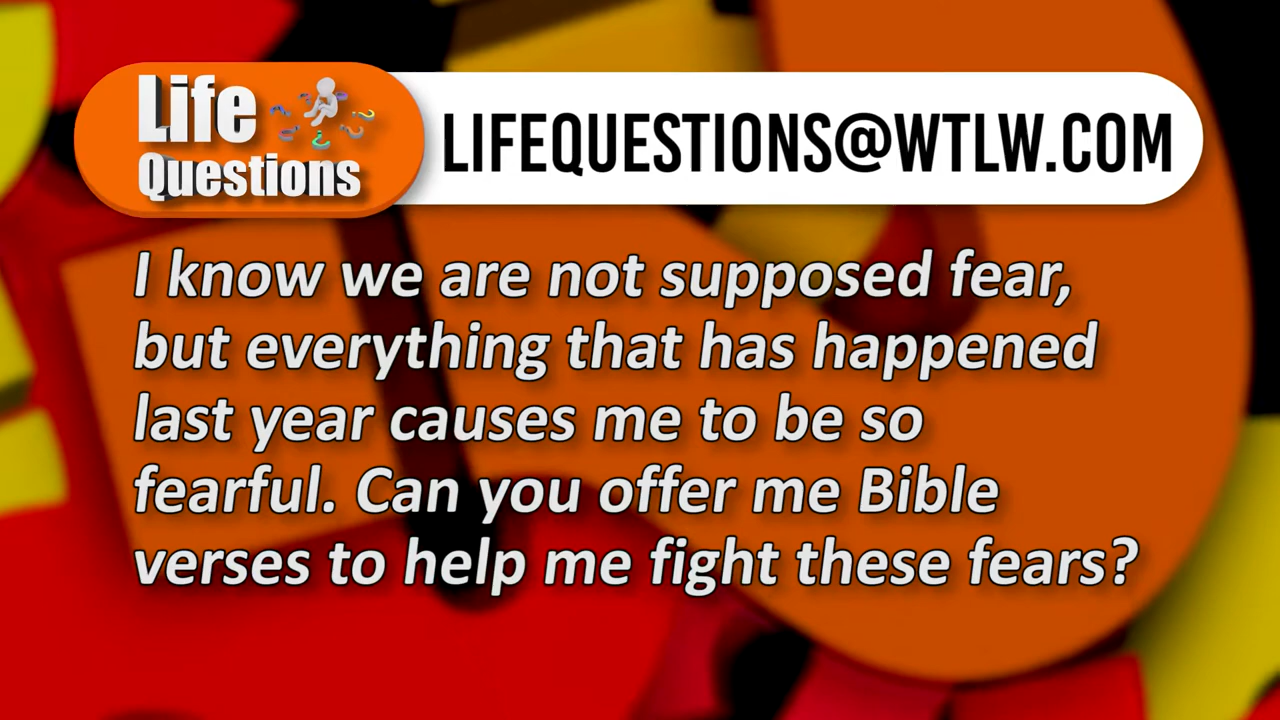 Life
Questions
LIFEQUESTIONS@WTLW.COM
I know we are not supposed fear,
but everything that has happened
last year causes me to be so
fearful. Can you offer me Bible
verses to help me fight these fears?